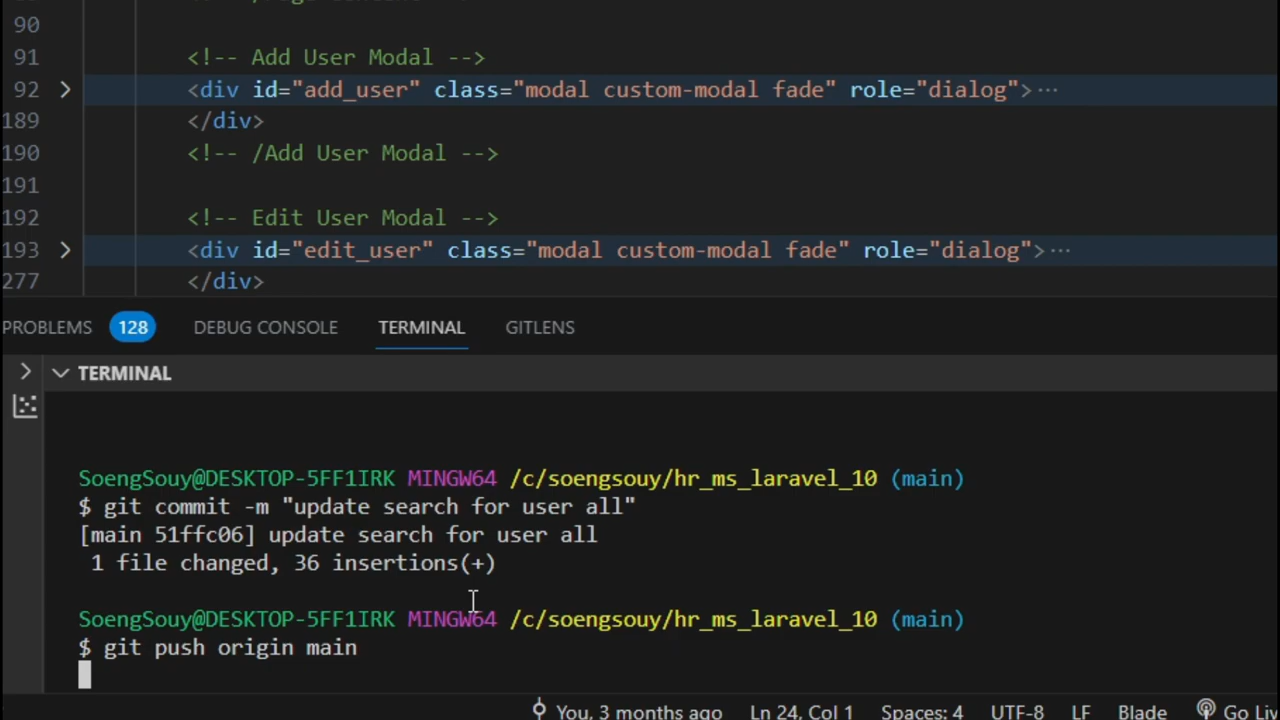 90
91 <!-- Add User Modal -->
92 <div id="add_user" class="modal custom-modal fade" role="dialog">···
189 </div>
190 <!-- /Add User Modal -->
191
192 <!-- Edit User Modal -->
193 <div id="edit_user" class="modal custom-modal fade" role="dialog">···
277 </div>
PROBLEMS 128 DEBUG CONSOLE TERMINAL GITLENS
TERMINAL
SoengSouy@DESKTOP-5FF1IRK MINGW64 /c/soengsouy/hr_ms_laravel_10 (main)
$ git commit -m "update search for user all"
[main 51ffc06] update search for user all
1 file changed, 36 insertions(+)
SoengSouy@DESKTOP-5FF1IRK MINGW64 /c/soengsouy/hr_ms_laravel_10 (main)
$ git push origin main
You, 3 months ago Ln 24, Col 1 Spaces: 4 UTF-8 LF Blade Go Liv